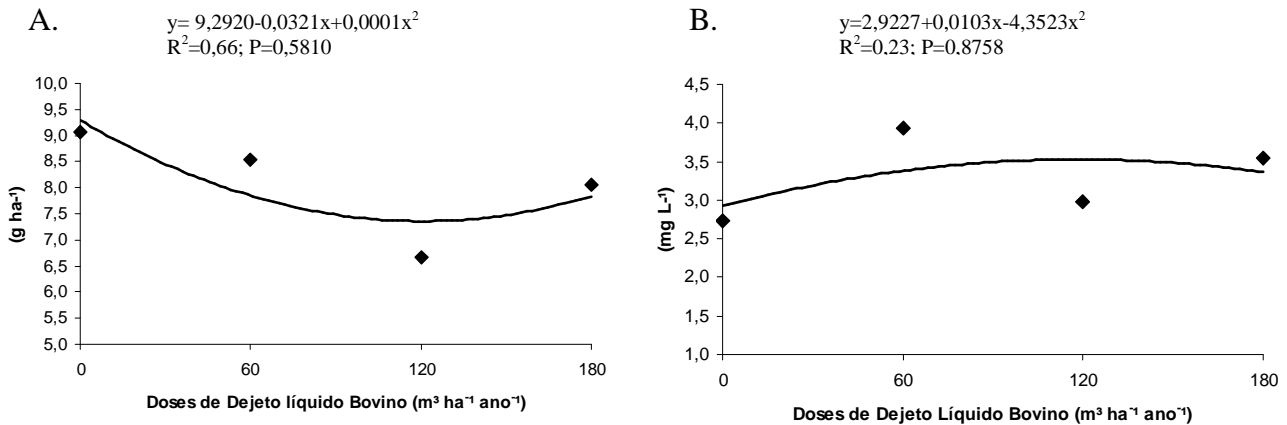 A.
y= 9,2920-0,0321x+0,0001x²
R²=0,66; P=0,5810
10,0
9,5
9,0
8,5
8,0
7,5
7,0
6,5
6,0
5,5
5,0
(g ha-¹)
0 60 120 180
Doses de Dejeto líquido Bovino (m³ ha⁻¹ ano⁻¹)
B.
y=2,9227+0,0103x-4,3523x²
R²=0,23; P=0,8758
4,5
4,0
3,5
3,0
2,5
2,0
1,5
1,0
(mg L-¹)
0 60 120 180
Doses de Dejeto Líquido Bovino (m³ ha⁻¹ ano⁻¹)